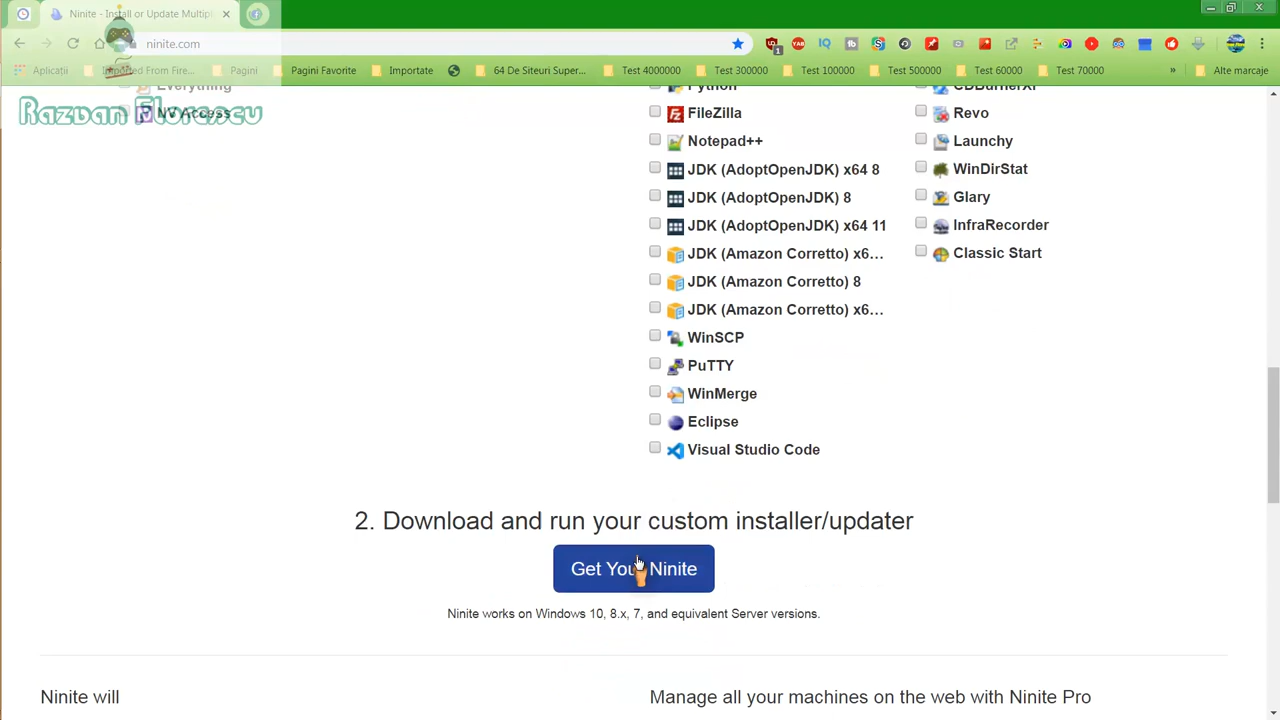 Ninite - Install or Update Multipl
ninite.com
1
Aplicații
Imported From Fire...
Pagini
Pagini Favorite
Importate
64 De Siteuri Super...
Test 4000000
Test 300000
Test 100000
Test 500000
Test 60000
Test 70000
»
Alte marcaje
Razvan Florescu
Everything
NV Access
Python
FileZilla
Notepad++
JDK (AdoptOpenJDK) x64 8
JDK (AdoptOpenJDK) 8
JDK (AdoptOpenJDK) x64 11
JDK (Amazon Corretto) x6...
JDK (Amazon Corretto) 8
JDK (Amazon Corretto) x6...
WinSCP
PuTTY
WinMerge
Eclipse
Visual Studio Code
CDBurnerXP
Revo
Launchy
WinDirStat
Glary
InfraRecorder
Classic Start
2. Download and run your custom installer/updater
Get Your Ninite
Ninite works on Windows 10, 8.x, 7, and equivalent Server versions.
Ninite will
Manage all your machines on the web with Ninite Pro